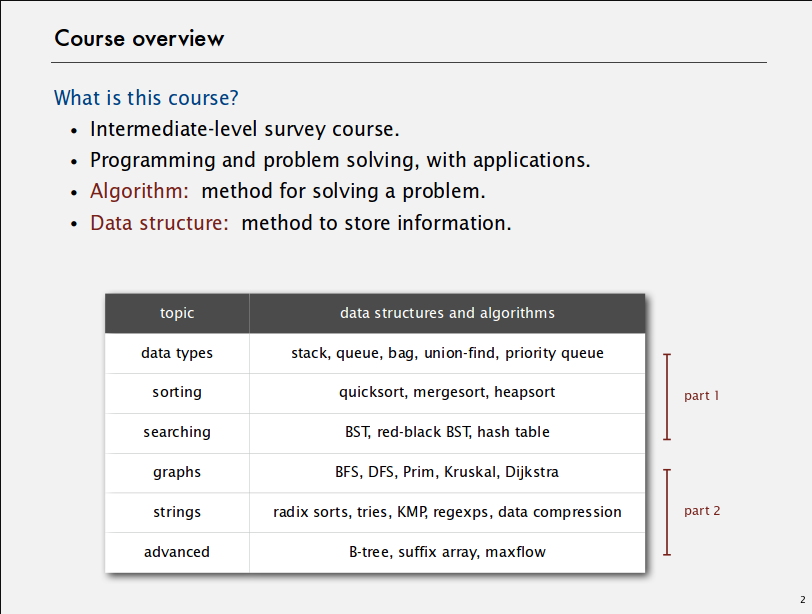 Course overview
What is this course?
• Intermediate-level survey course.
• Programming and problem solving, with applications.
• Algorithm: method for solving a problem.
• Data structure: method to store information.
topic data structures and algorithms
data types stack, queue, bag, union-find, priority queue
sorting quicksort, mergesort, heapsort
part 1
searching BST, red-black BST, hash table
graphs BFS, DFS, Prim, Kruskal, Dijkstra
strings radix sorts, tries, KMP, regexps, data compression
part 2
advanced B-tree, suffix array, maxflow
2